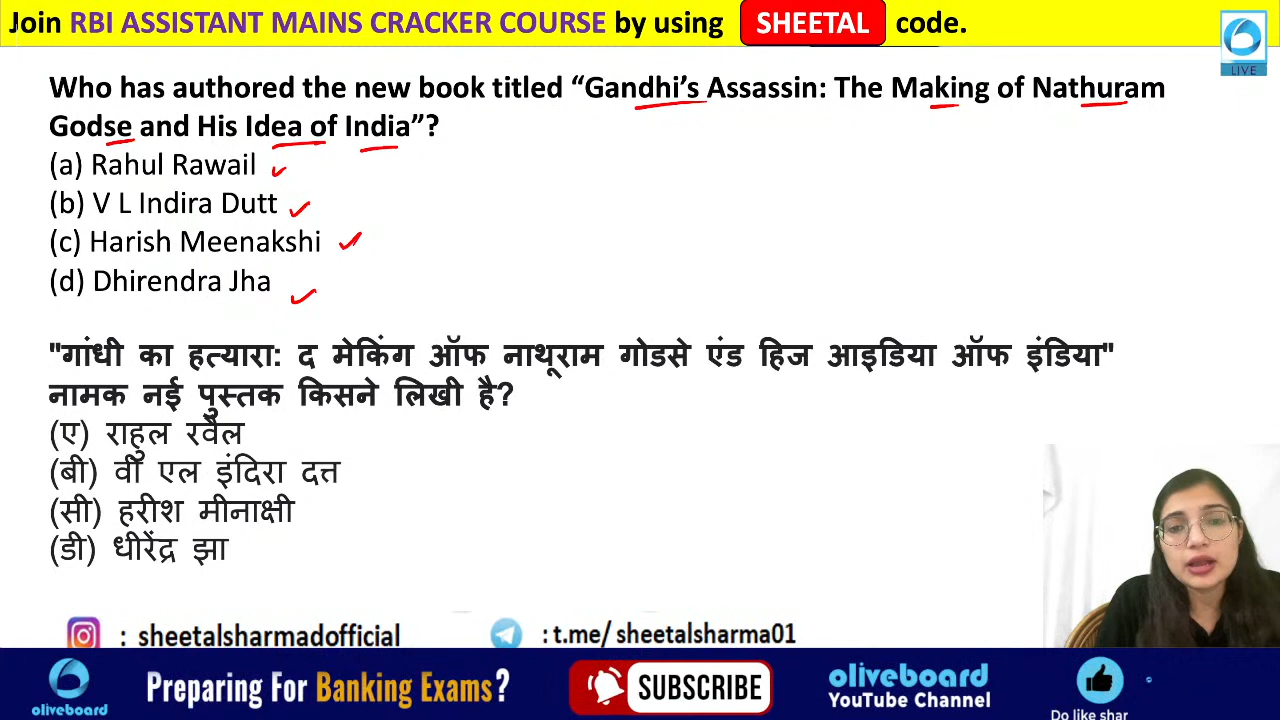 Join RBI ASSISTANT MAINS CRACKER COURSE by using SHEETAL code.
LIVE
Who has authored the new book titled “Gandhi’s Assassin: The Making of Nathuram
Godse and His Idea of India”?
(a) Rahul Rawail
(b) V L Indira Dutt
(c) Harish Meenakshi
(d) Dhirendra Jha
"गांधी का हत्यारा: द मेकिंग ऑफ नाथूराम गोडसे एंड हिज आइडिया ऑफ इंडिया"
नामक नई पुस्तक किसने लिखी है?
(ए) राहुल रवैल
(बी) वी एल इंदिरा दत्त
(सी) हरीश मीनाक्षी
(डी) धीरेंद्र झा
: sheetalsharmadofficial : t.me/ sheetalsharma01
oliveboard
Preparing For Banking Exams?
SUBSCRIBE
oliveboard
YouTube Channel
Do like shar